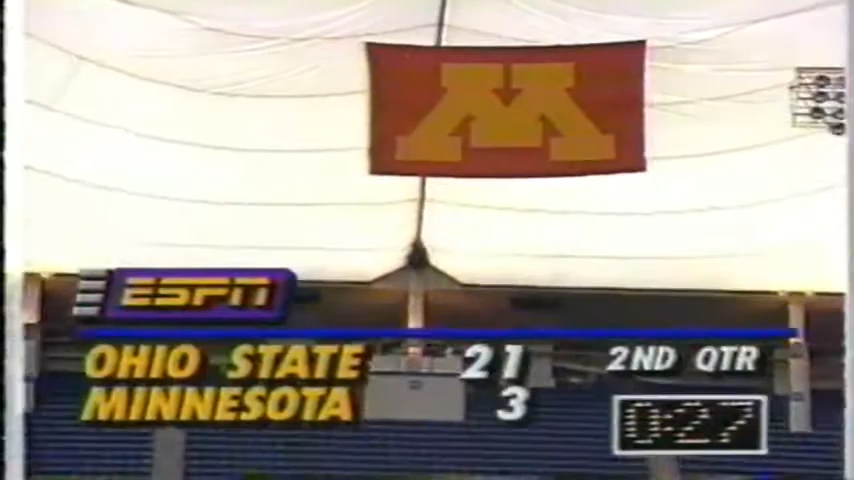 M
ESPN
OHIO STATE 21 2ND QTR
MINNESOTA 3
0:27